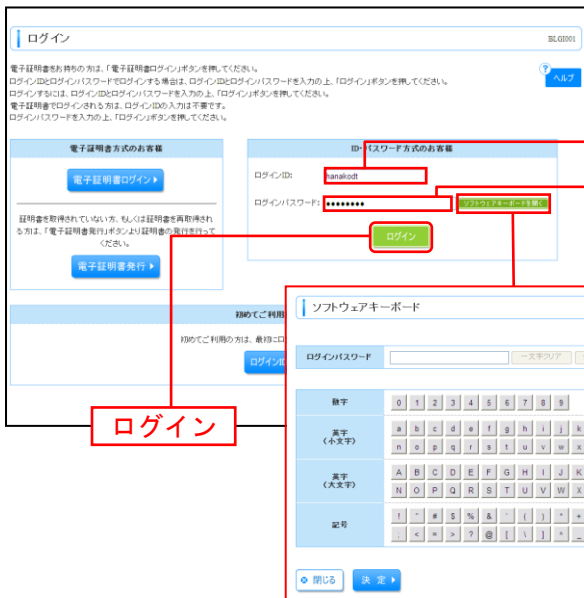 ログイン
BLGI001
電子証明書をお持ちの方は、「電子証明書ログイン」ボタンを押してください。
ログインIDとログインパスワードでログインする場合は、ログインIDとログインパスワードを入力の上、「ログイン」ボタンを押してください。
ログインするには、ログインIDとログインパスワードを入力の上、「ログイン」ボタンを押してください。
電子証明書でログインされる方は、ログインIDの入力は不要です。
ログインパスワードを入力の上、「ログイン」ボタンを押してください。
? ヘルプ
電子証明書方式のお客様
電子証明書ログイン
証明書を取得されていない方、もしくは証明書を再取得され
る方は、「電子証明書発行」ボタンより証明書の発行を行って
ください。
電子証明書発行
ID・パスワード方式のお客様
ログインID: hanakodt
ログインパスワード: ●●●●●●●● ソフトウェアキーボードを開く
ログイン
初めてご利用
初めてご利用の方は、最初に
ログインID
ログイン
ソフトウェアキーボード
ログインパスワード 一文字クリア
数字
0 1 2 3 4 5 6 7 8 9
英字
(小文字)
a b c d e f g h i j k
n o p q r s t u v w x
英字
(大文字)
A B C D E F G H I J K
N O P Q R S T U V W X
記号
! " # $ % & ' ( ) * +
; < = > ? @ [ \ ] ^ _
閉じる 決定